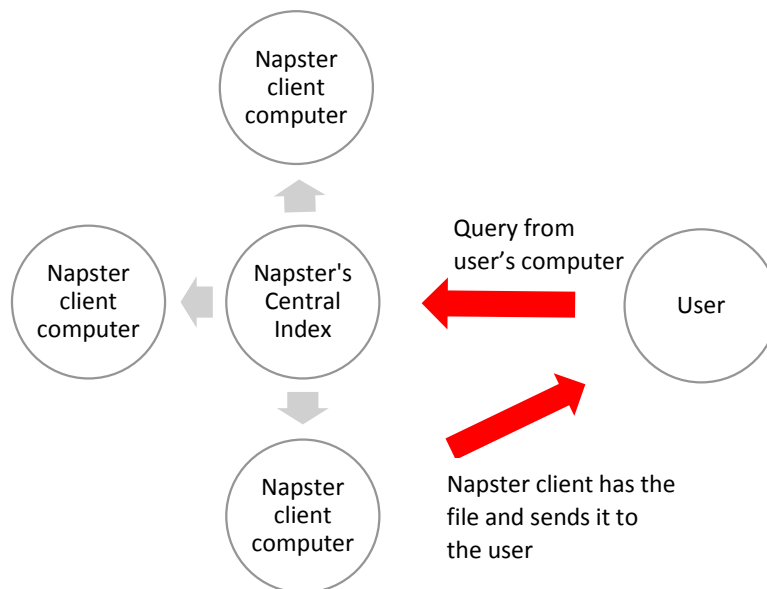 Napster
client
computer
Query from
user’s computer
Napster
client
computer
Napster's
Central
Index
User
Napster
client
computer
Napster client has the
file and sends it to
the user